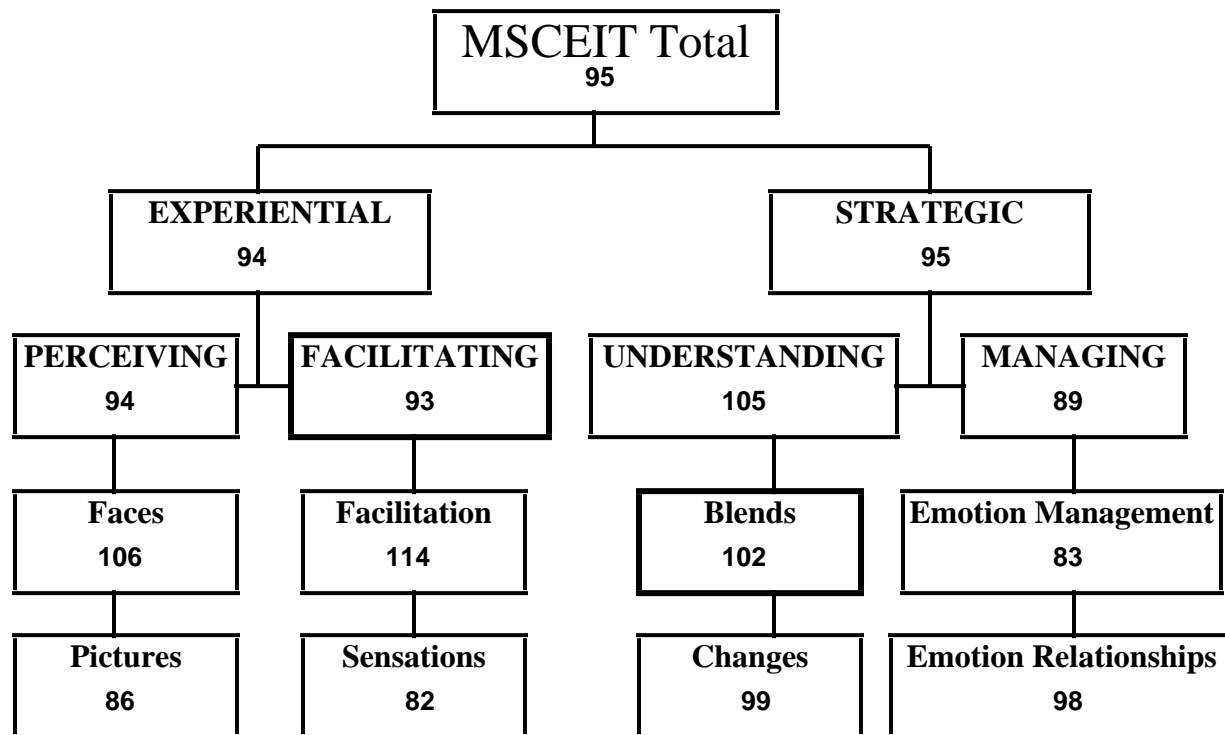 MSCEIT Total
95
EXPERIENTIAL
94
STRATEGIC
95
PERCEIVING
94
FACILITATING
93
UNDERSTANDING
105
MANAGING
89
Faces
106
Facilitation
114
Blends
102
Emotion Management
83
Pictures
86
Sensations
82
Changes
99
Emotion Relationships
98